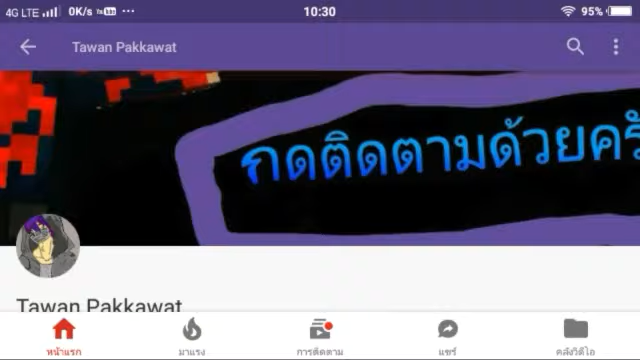 4G LTE 0K/s 10:30 95%
Tawan Pakkawat
กดติดตามด้วยครั
Tawan Pakkawat
หน้าแรก มาแรง การติดตาม แชร์ คลังวิดีโอ